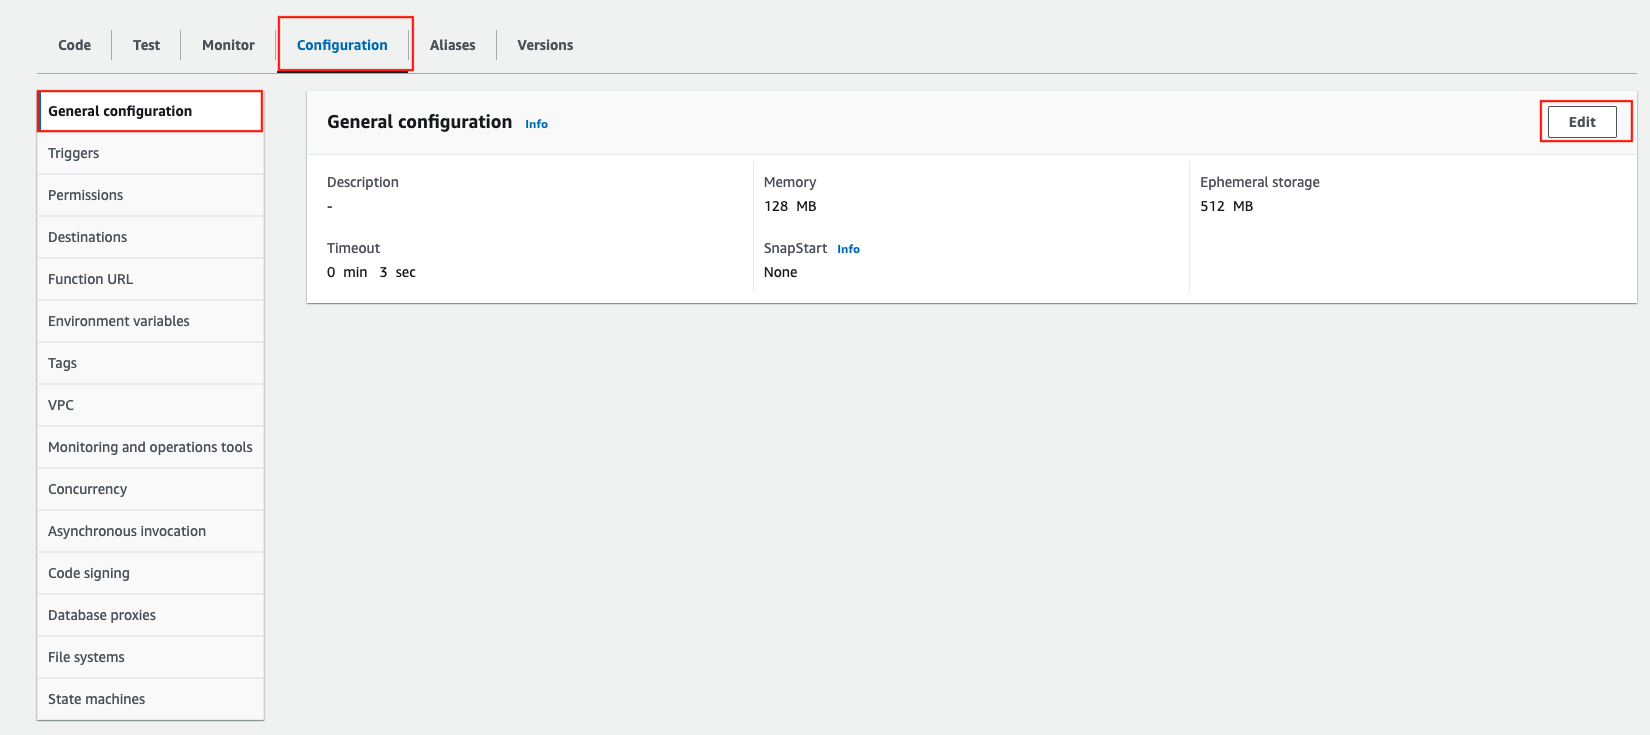 Code Test Monitor Configuration Aliases Versions
General configuration
Triggers
Permissions
Destinations
Function URL
Environment variables
Tags
VPC
Monitoring and operations tools
Concurrency
Asynchronous invocation
Code signing
Database proxies
File systems
State machines
General configuration Info
Edit
Description
-
Timeout
0 min 3 sec
Memory
128 MB
SnapStart Info
None
Ephemeral storage
512 MB